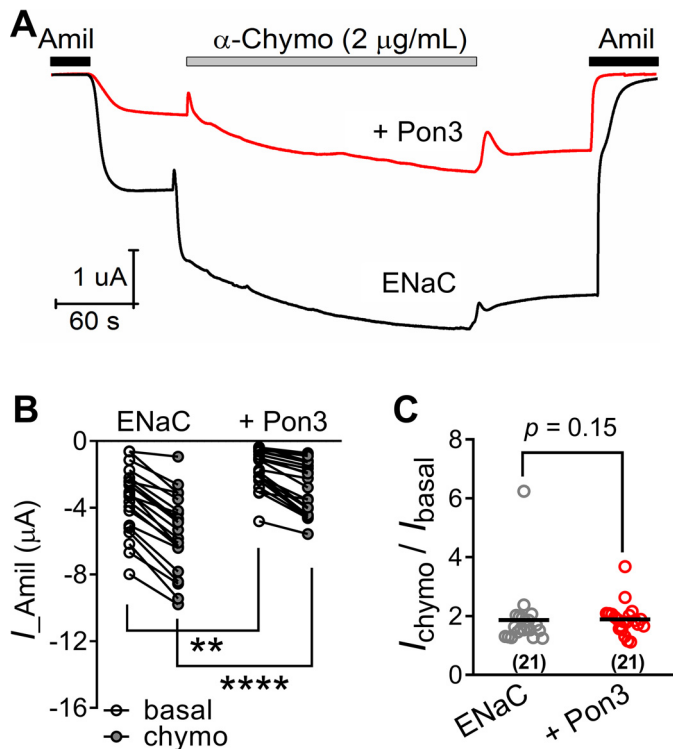 A
Amil
α-Chymo (2 μg/mL)
Amil
+ Pon3
1 uA
ENaC
60 s
B
ENaC
+ Pon3
0
-4
-8
-12
-16
I_Amil (μA)
**
****
basal
chymo
C
p = 0.15
8
6
4
2
0
Ichymo / Ibasal
(21)
(21)
ENaC
+ Pon3